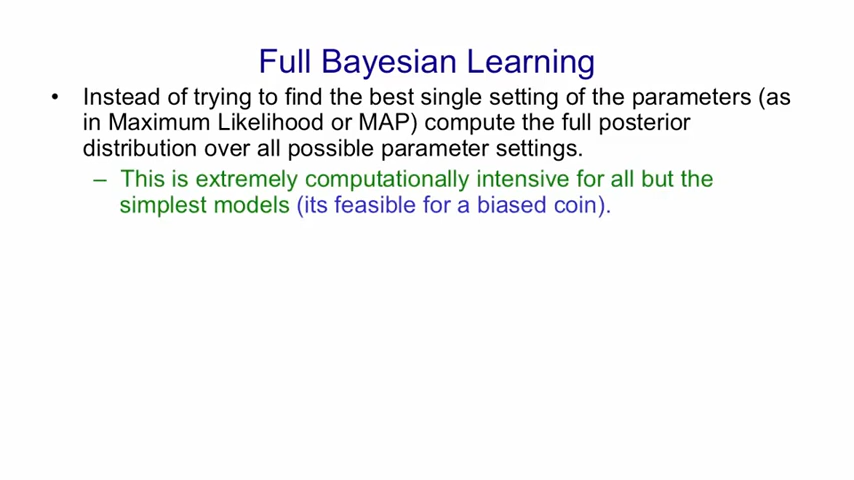 Full Bayesian Learning
• Instead of trying to find the best single setting of the parameters (as
in Maximum Likelihood or MAP) compute the full posterior
distribution over all possible parameter settings.
– This is extremely computationally intensive for all but the
simplest models (its feasible for a biased coin).